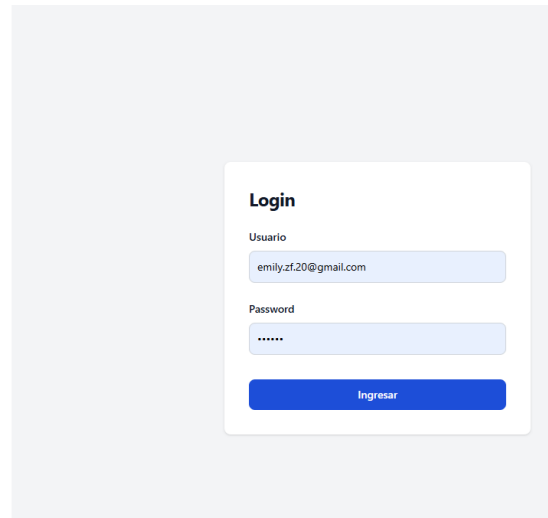 Login
Usuario
emily.zf.20@gmail.com
Password
••••••
Ingresar